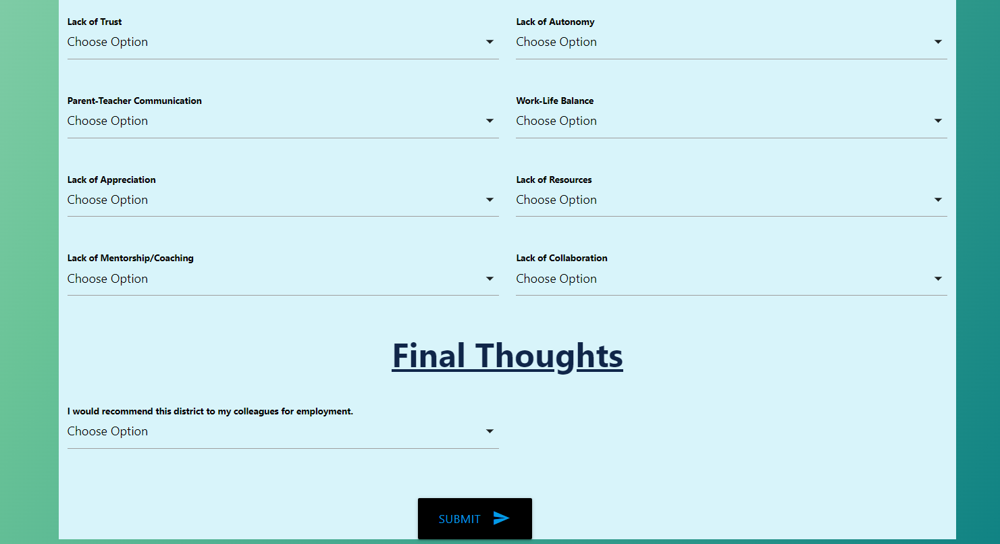 Lack of Trust
Lack of Autonomy
Choose Option
Choose Option
Parent-Teacher Communication
Work-Life Balance
Choose Option
Choose Option
Lack of Appreciation
Lack of Resources
Choose Option
Choose Option
Lack of Mentorship/Coaching
Lack of Collaboration
Choose Option
Choose Option
Final Thoughts
I would recommend this district to my colleagues for employment.
Choose Option
SUBMIT